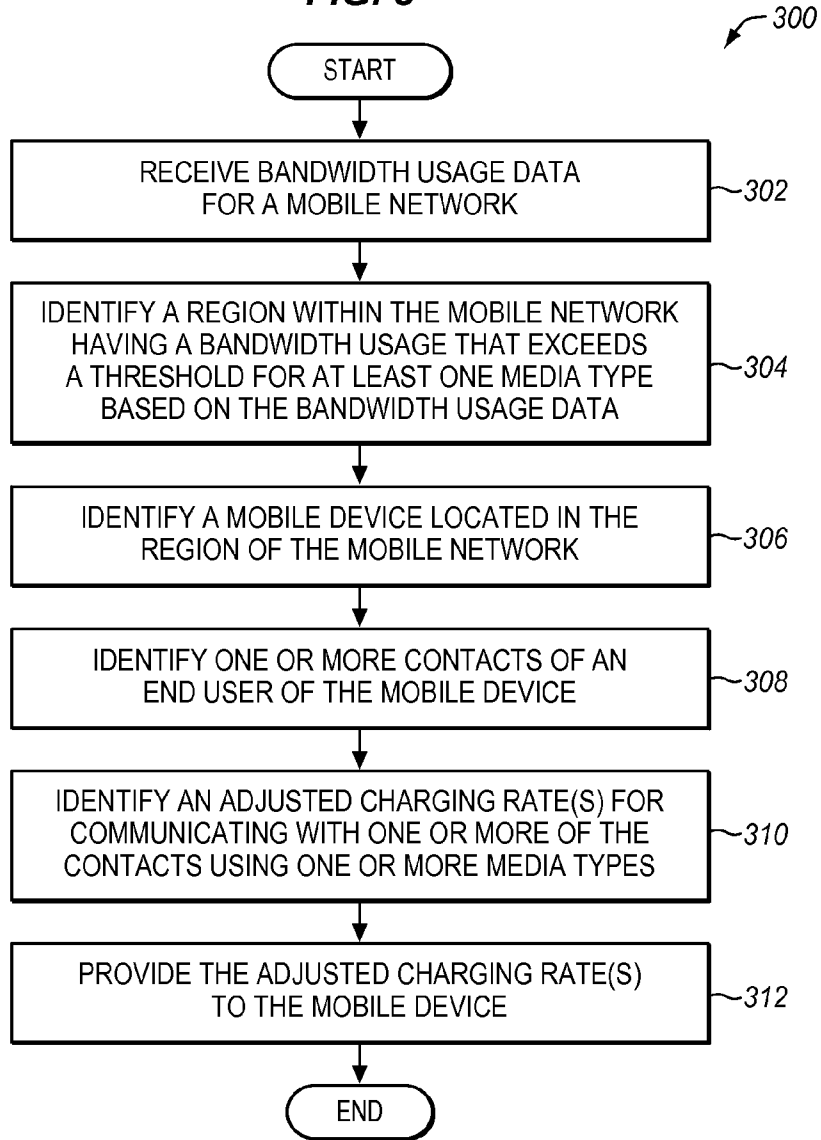 300
START
RECEIVE BANDWIDTH USAGE DATA
FOR A MOBILE NETWORK
302
IDENTIFY A REGION WITHIN THE MOBILE NETWORK
HAVING A BANDWIDTH USAGE THAT EXCEEDS
A THRESHOLD FOR AT LEAST ONE MEDIA TYPE
BASED ON THE BANDWIDTH USAGE DATA
304
IDENTIFY A MOBILE DEVICE LOCATED IN THE
REGION OF THE MOBILE NETWORK
306
IDENTIFY ONE OR MORE CONTACTS OF AN
END USER OF THE MOBILE DEVICE
308
IDENTIFY AN ADJUSTED CHARGING RATE(S) FOR
COMMUNICATING WITH ONE OR MORE OF THE
CONTACTS USING ONE OR MORE MEDIA TYPES
310
PROVIDE THE ADJUSTED CHARGING RATE(S)
TO THE MOBILE DEVICE
312
END